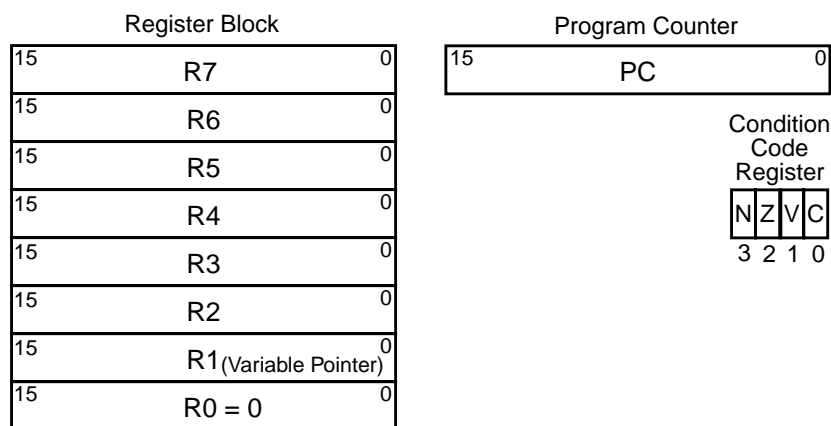 Register Block
15 R7 0
15 R6 0
15 R5 0
15 R4 0
15 R3 0
15 R2 0
15 R1(Variable Pointer) 0
15 R0 = 0 0
Program Counter
15 PC 0
Condition
Code
Register
N Z V C
3 2 1 0